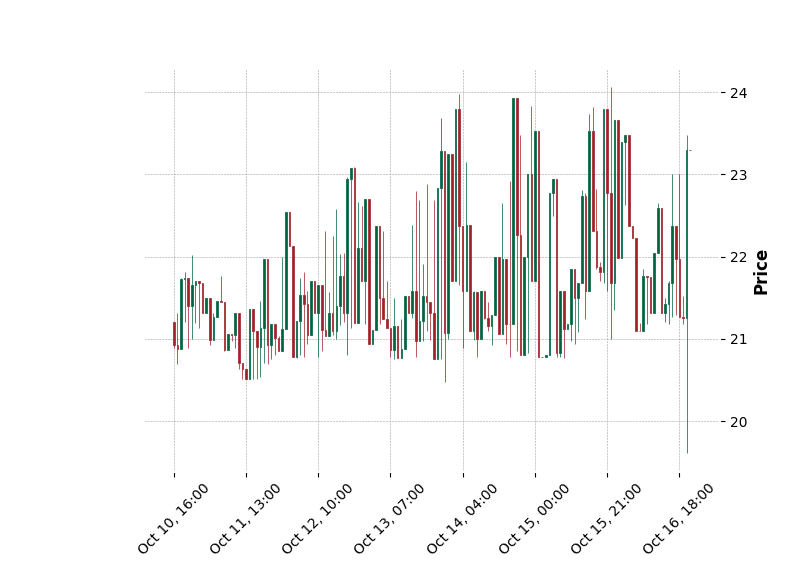 24
23
22
21
20
Price
Oct 10, 16:00
Oct 11, 13:00
Oct 12, 10:00
Oct 13, 07:00
Oct 14, 04:00
Oct 15, 00:00
Oct 15, 21:00
Oct 16, 18:00